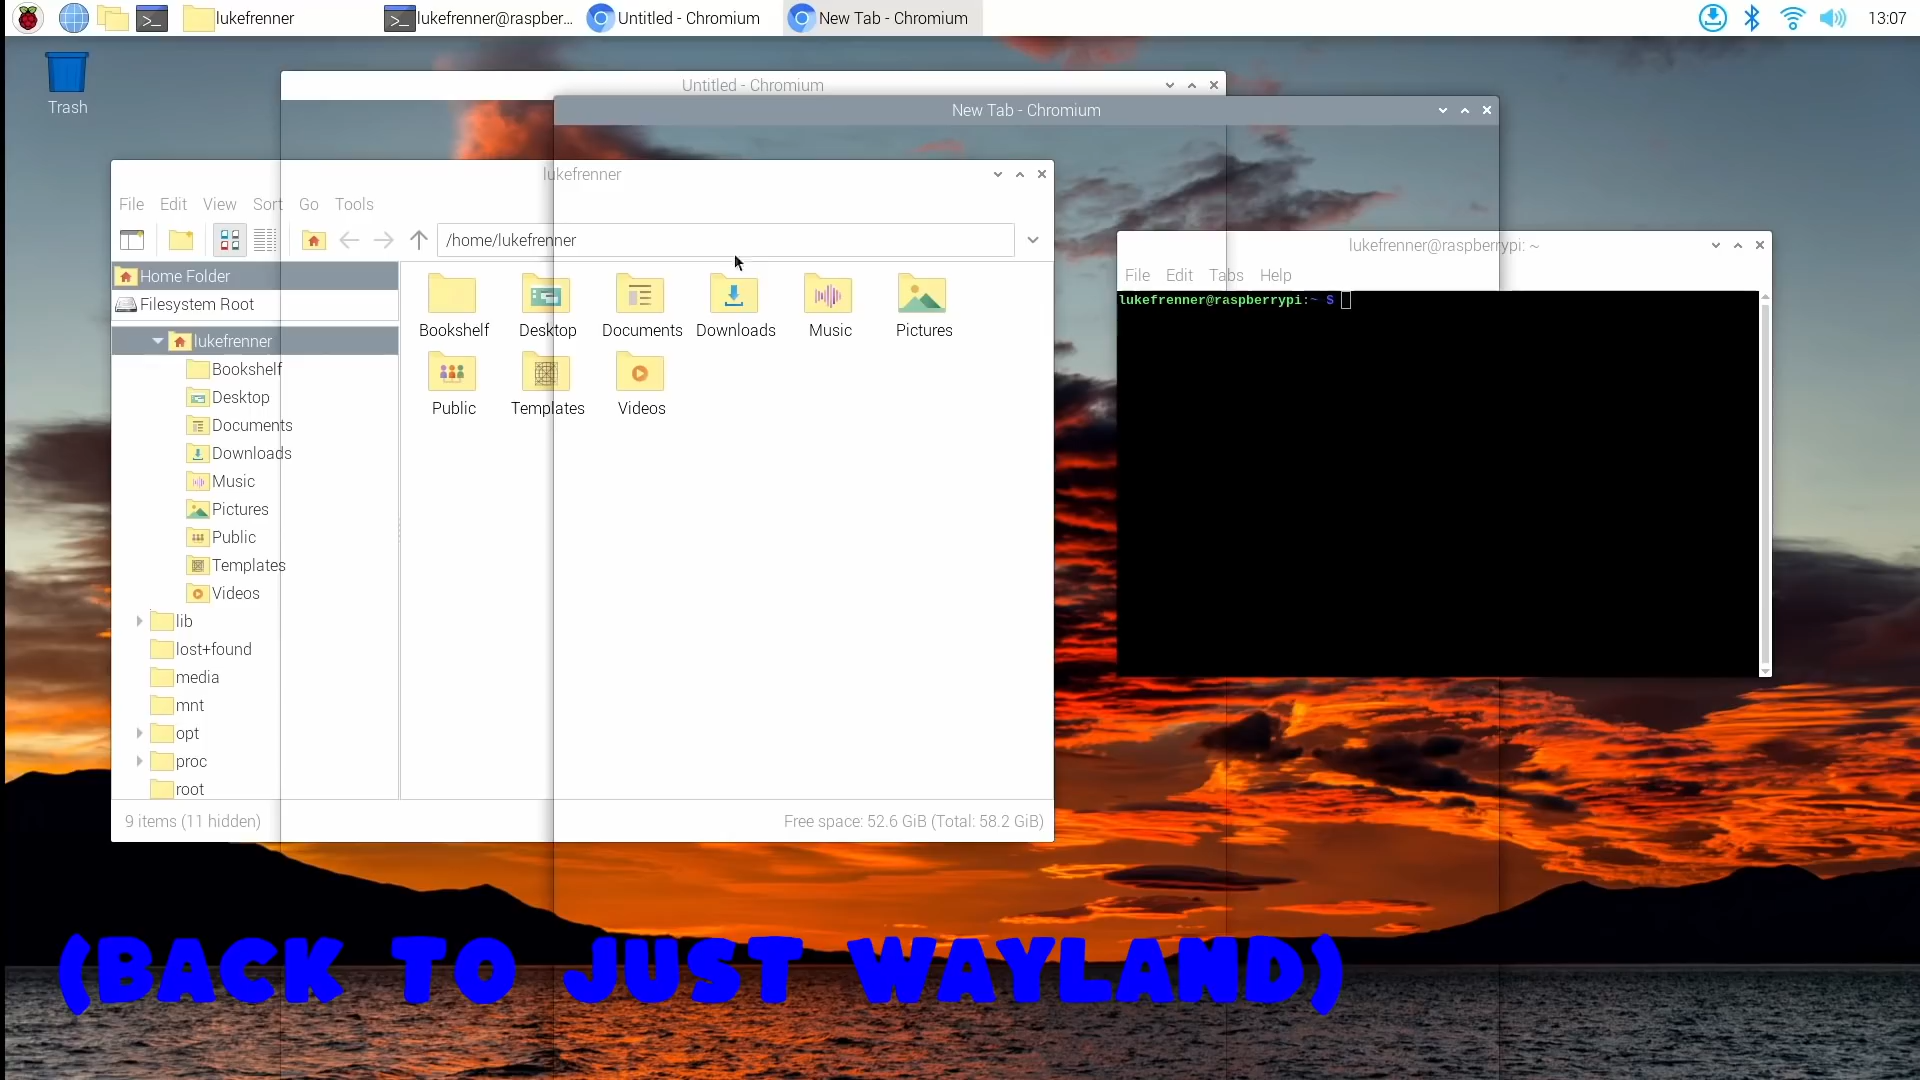 lukefrenner
lukefrenner@raspber...
Untitled - Chromium
New Tab - Chromium
13:07
Trash
Untitled - Chromium
New Tab - Chromium
lukefrenner
File Edit View Sort Go Tools
/home/lukefrenner
Home Folder
Filesystem Root
lukefrenner
Bookshelf
Desktop
Documents
Downloads
Music
Pictures
Public
Templates
Videos
lib
lost+found
media
mnt
opt
proc
root
Bookshelf Desktop Documents Downloads Music Pictures
Public Templates Videos
9 items (11 hidden)
Free space: 52.6 GiB (Total: 58.2 GiB)
lukefrenner@raspberrypi: ~
File Edit Tabs Help
lukefrenner@raspberrypi:~ $
(BACK TO JUST WAYLAND)